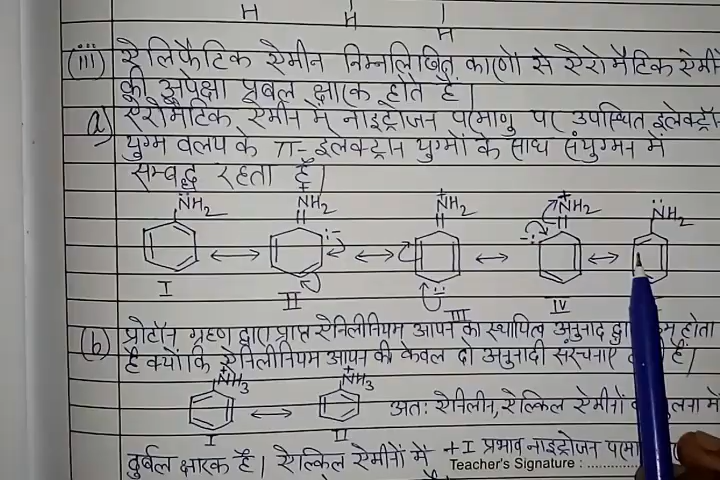 H H H
(iii) ऐलिफैटिक ऐमीन निम्नलिखित कारणों से ऐरोमैटिक ऐमीनों
की अपेक्षा प्रबल क्षारक होते हैं।
a) ऐरोमैटिक ऐमीन में नाइट्रोजन परमाणु पर उपस्थित इलेक्ट्रॉन
युग्म वलय के π-इलेक्ट्रॉन युग्मों के साथ संयुग्मन में
सम्बद्ध रहता है।
N̈H2 +NH2 +NH2 +NH2 N̈H2
I II III IV
(b) प्रोटॉन ग्रहण द्वारा प्राप्त ऐनिलीनियम आयन का स्थायित्व अनुनाद द्वारा कम होता
है क्योंकि ऐनिलीनियम आयन की केवल दो अनुनादी संरचनाएं हैं।
+NH3 +NH3
I II
अतः ऐनिलीन, ऐल्किल ऐमीनों की तुलना में
दुर्बल क्षारक है। ऐल्किल ऐमीनों में +I प्रभाव नाइट्रोजन
Teacher's Signature : ..............